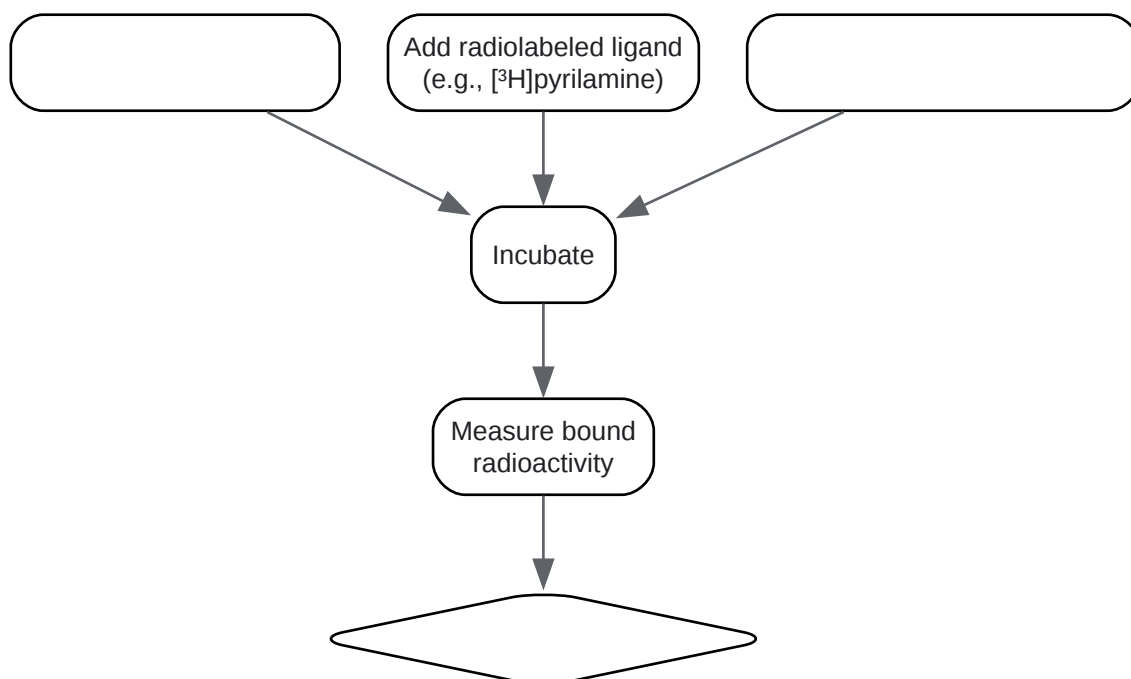 Add radiolabeled ligand
(e.g., [³H]pyrilamine)
Incubate
Measure bound
radioactivity